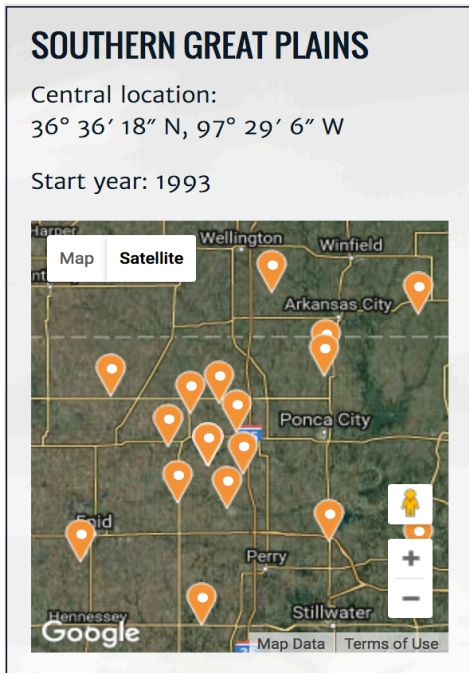 SOUTHERN GREAT PLAINS
Central location:
36° 36′ 18″ N, 97° 29′ 6″ W
Start year: 1993
Harper
Wellington
Winfield
Map Satellite
Arkansas City
Ponca City
Enid
Perry
+
−
Hennessey
Stillwater
Google
Map Data Terms of Use